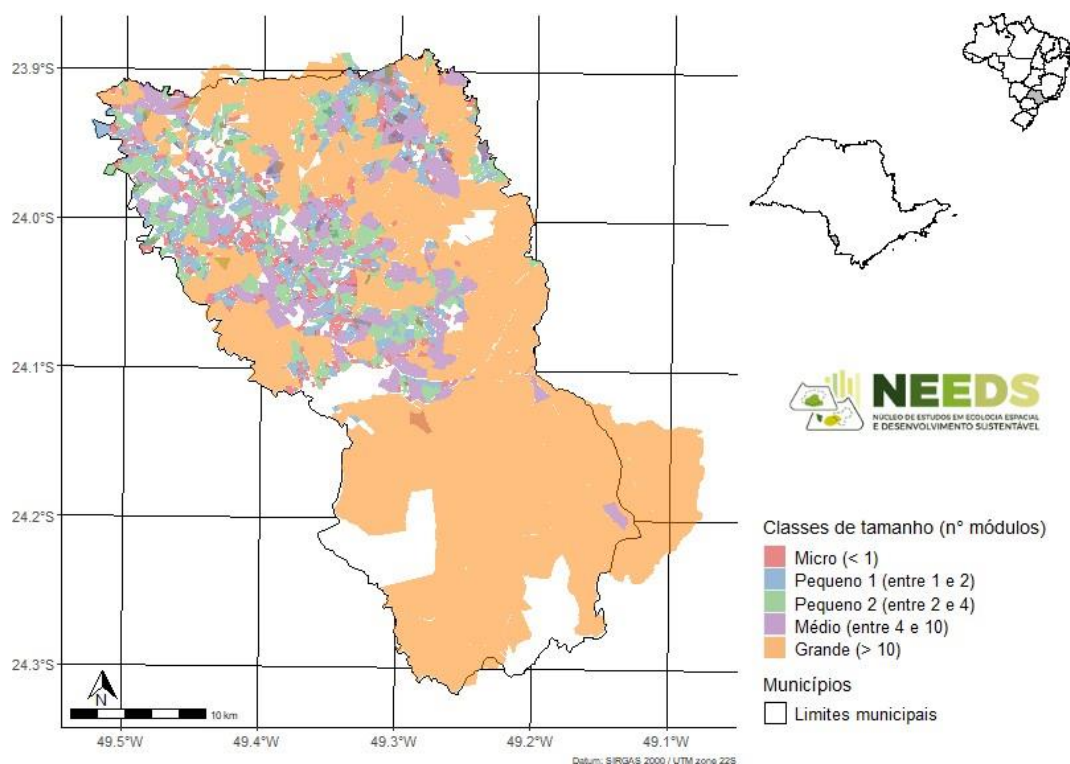 23.9°S
24.0°S
24.1°S
24.2°S
24.3°S
49.5°W
49.4°W
49.3°W
49.2°W
49.1°W
N
10 km
Datum: SIRGAS 2000 / UTM zone 22S
NEEDS
NÚCLEO DE ESTUDOS EM ECOLOGIA ESPACIAL
E DESENVOLVIMENTO SUSTENTÁVEL
Classes de tamanho (n° módulos)
Micro (< 1)
Pequeno 1 (entre 1 e 2)
Pequeno 2 (entre 2 e 4)
Médio (entre 4 e 10)
Grande (> 10)
Municípios
Limites municipais